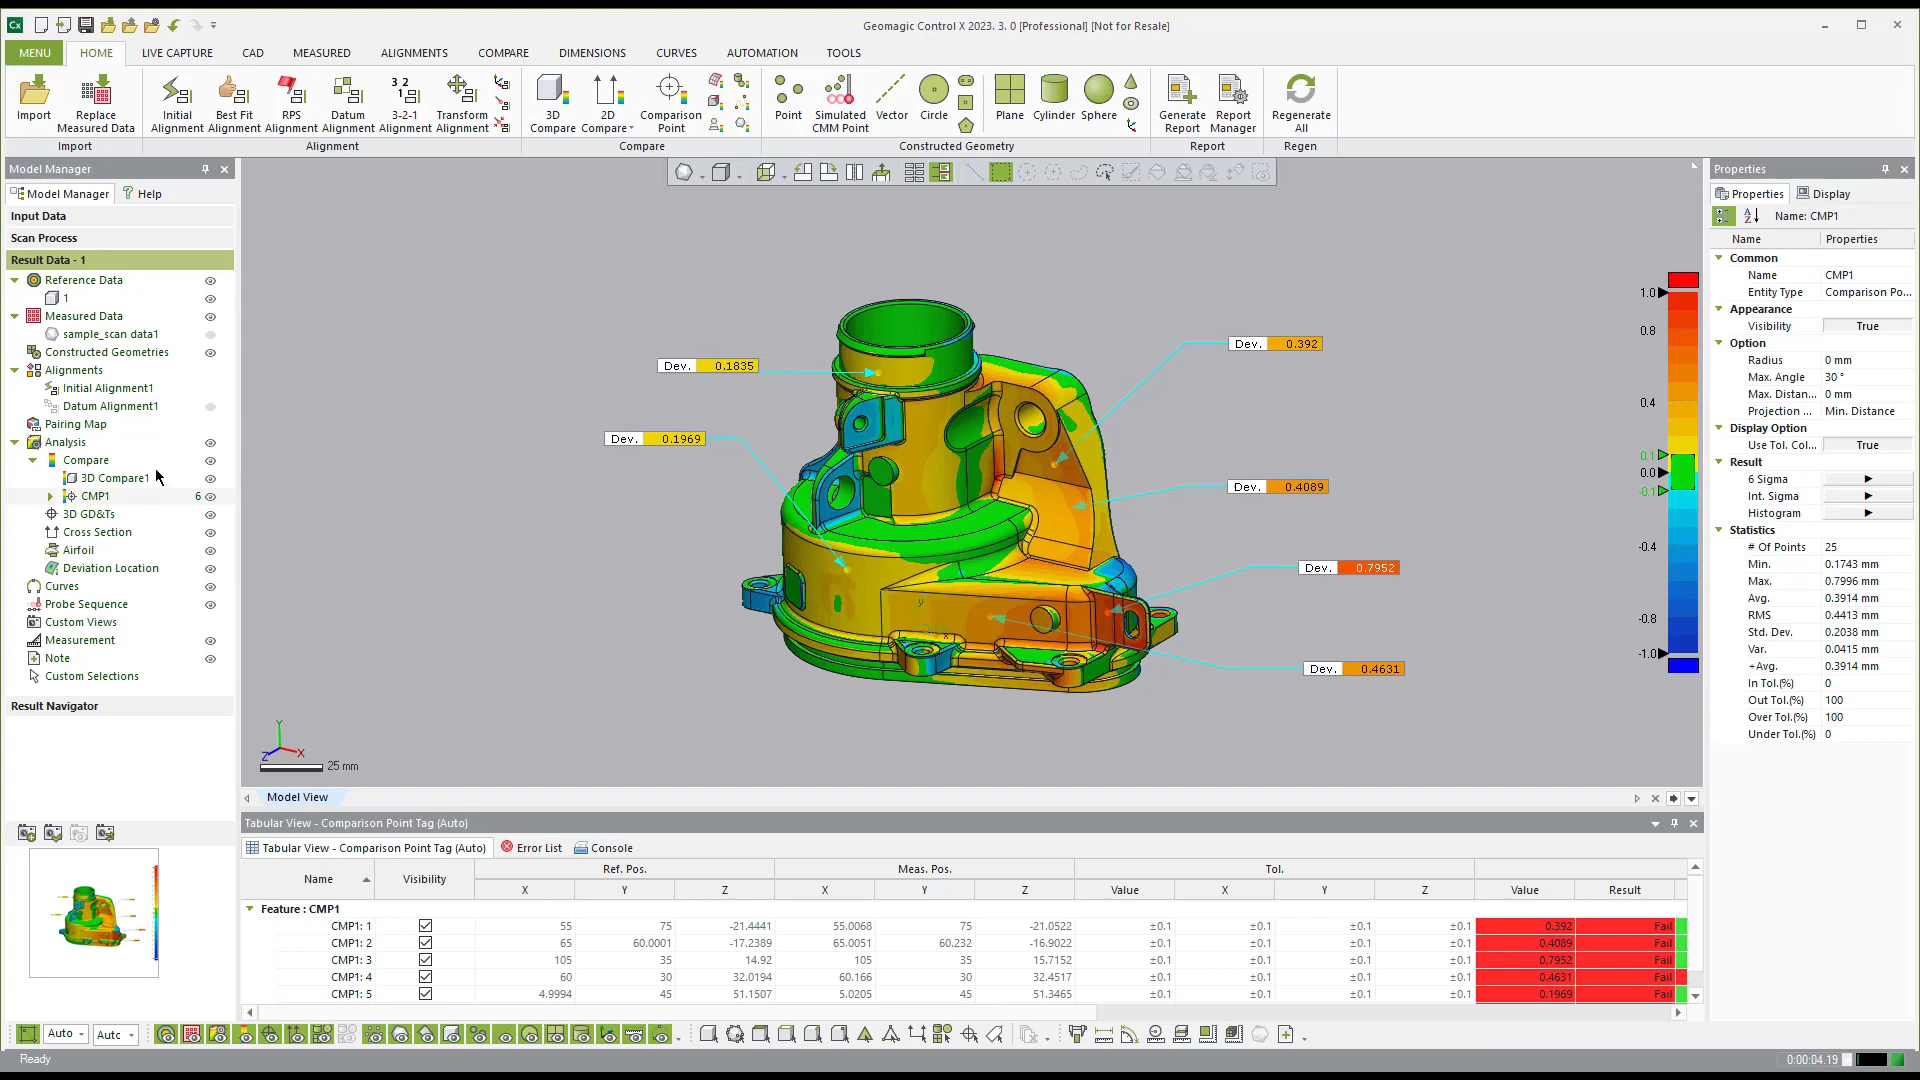 Cx
Geomagic Control X 2023. 3. 0 [Professional] [Not for Resale]
MENU HOME LIVE CAPTURE CAD MEASURED ALIGNMENTS COMPARE DIMENSIONS CURVES AUTOMATION TOOLS
Import Replace Measured Data Initial Alignment Best Fit Alignment RPS Alignment Datum Alignment 3-2-1 Alignment Transform Alignment 3D Compare 2D Compare Comparison Point Point Simulated CMM Point Vector Circle Plane Cylinder Sphere Generate Report Report Manager Regenerate All
Import Alignment Compare Constructed Geometry Report Regen
Model Manager
Model Manager Help
Input Data
Scan Process
Result Data - 1
Reference Data
1
Measured Data
sample_scan data1
Constructed Geometries
Alignments
Initial Alignment1
Datum Alignment1
Pairing Map
Analysis
Compare
3D Compare1
CMP1 6
3D GD&Ts
Cross Section
Airfoil
Deviation Location
Curves
Probe Sequence
Custom Views
Measurement
Note
Custom Selections
Result Navigator
Dev. 0.1835
Dev. 0.392
Dev. 0.1969
Dev. 0.4089
Dev. 0.7952
Dev. 0.4631
1.0
0.8
0.4
0.1
0.0
-0.1
-0.4
-0.8
-1.0
Y
Z X
25 mm
y
x
Model View
Properties
Properties Display
Name: CMP1
Name Properties
Common
Name CMP1
Entity Type Comparison Po...
Appearance
Visibility True
Option
Radius 0 mm
Max. Angle 30 °
Max. Distan... 0 mm
Projection ... Min. Distance
Display Option
Use Tol. Col... True
Result
6 Sigma
Int. Sigma
Histogram
Statistics
# Of Points 25
Min. 0.1743 mm
Max. 0.7996 mm
Avg. 0.3914 mm
RMS 0.4413 mm
Std. Dev. 0.2038 mm
Var. 0.0415 mm
+Avg. 0.3914 mm
In Tol.(%) 0
Out Tol.(%) 100
Over Tol.(%) 100
Under Tol.(%) 0
Tabular View - Comparison Point Tag (Auto)
Tabular View - Comparison Point Tag (Auto) Error List Console
Name Visibility Ref. Pos. Meas. Pos. Tol.
X Y Z X Y Z Value X Y Z Value Result
Feature : CMP1
CMP1: 1 55 75 -21.4441 55.0068 75 -21.0522 ±0.1 ±0.1 ±0.1 ±0.1 0.392 Fail
CMP1: 2 65 60.0001 -17.2389 65.0051 60.232 -16.9022 ±0.1 ±0.1 ±0.1 ±0.1 0.4089 Fail
CMP1: 3 105 35 14.92 105 35 15.7152 ±0.1 ±0.1 ±0.1 ±0.1 0.7952 Fail
CMP1: 4 60 30 32.0194 60.166 30 32.4517 ±0.1 ±0.1 ±0.1 ±0.1 0.4631 Fail
CMP1: 5 4.9994 45 51.1507 5.0205 45 51.3465 ±0.1 ±0.1 ±0.1 ±0.1 0.1969 Fail
Auto Autc
Ready 0:00:04.19